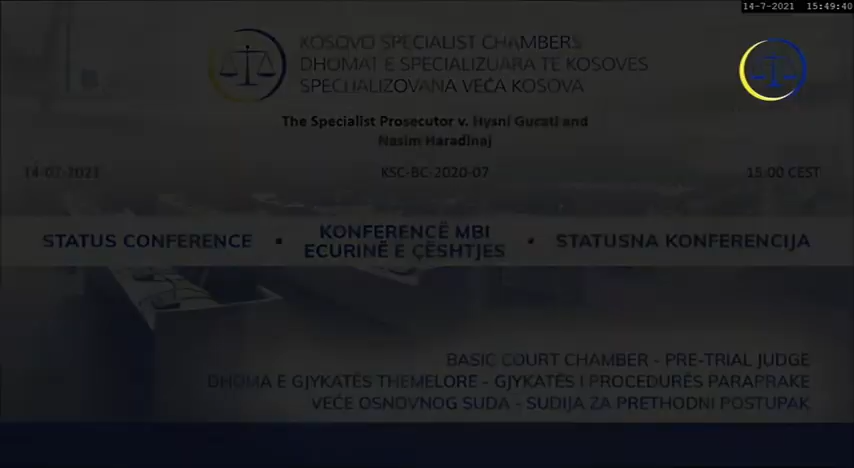 14-7-2021 15:49:40
KOSOVO SPECIALIST CHAMBERS
DHOMAT E SPECIALIZUARA TË KOSOVËS
SPECIJALIZOVANA VEĆA KOSOVA
The Specialist Prosecutor v. Hysni Gucati and
Nasim Haradinaj
14-07-2021 KSC-BC-2020-07 15:00 CEST
STATUS CONFERENCE • KONFERENCË MBI
ECURINË E ÇËSHTJES • STATUSNA KONFERENCIJA
BASIC COURT CHAMBER - PRE-TRIAL JUDGE
DHOMA E GJYKATËS THEMELORE - GJYKATËS I PROCEDURËS PARAPRAKE
VEĆE OSNOVNOG SUDA - SUDIJA ZA PRETHODNI POSTUPAK